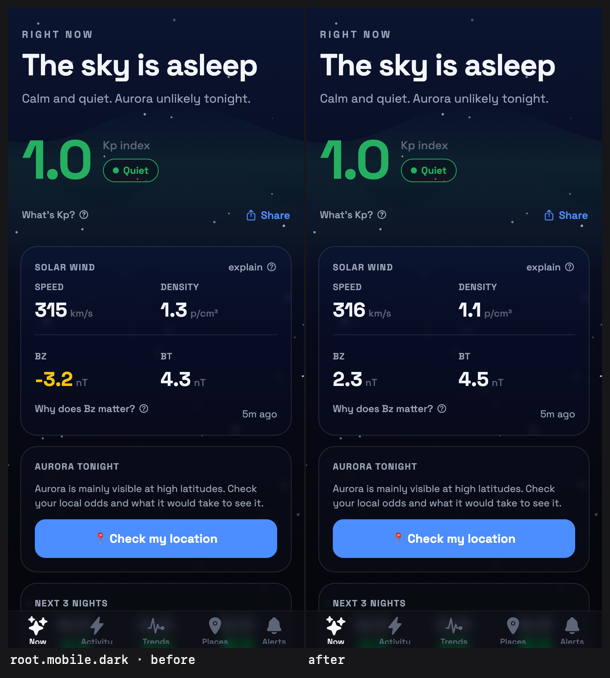 RIGHT NOW
The sky is asleep
Calm and quiet. Aurora unlikely tonight.
1.0
Kp index
Quiet
What's Kp?
Share
SOLAR WIND
explain
SPEED
DENSITY
315 km/s
1.3 p/cm³
BZ
BT
-3.2 nT
4.3 nT
Why does Bz matter?
5m ago
AURORA TONIGHT
Aurora is mainly visible at high latitudes. Check
your local odds and what it would take to see it.
Check my location
NEXT 3 NIGHTS
Now
Activity
Trends
Places
Alerts
root.mobile.dark · before
RIGHT NOW
The sky is asleep
Calm and quiet. Aurora unlikely tonight.
1.0
Kp index
Quiet
What's Kp?
Share
SOLAR WIND
explain
SPEED
DENSITY
316 km/s
1.1 p/cm³
BZ
BT
2.3 nT
4.5 nT
Why does Bz matter?
5m ago
AURORA TONIGHT
Aurora is mainly visible at high latitudes. Check
your local odds and what it would take to see it.
Check my location
NEXT 3 NIGHTS
Now
Activity
Trends
Places
Alerts
after